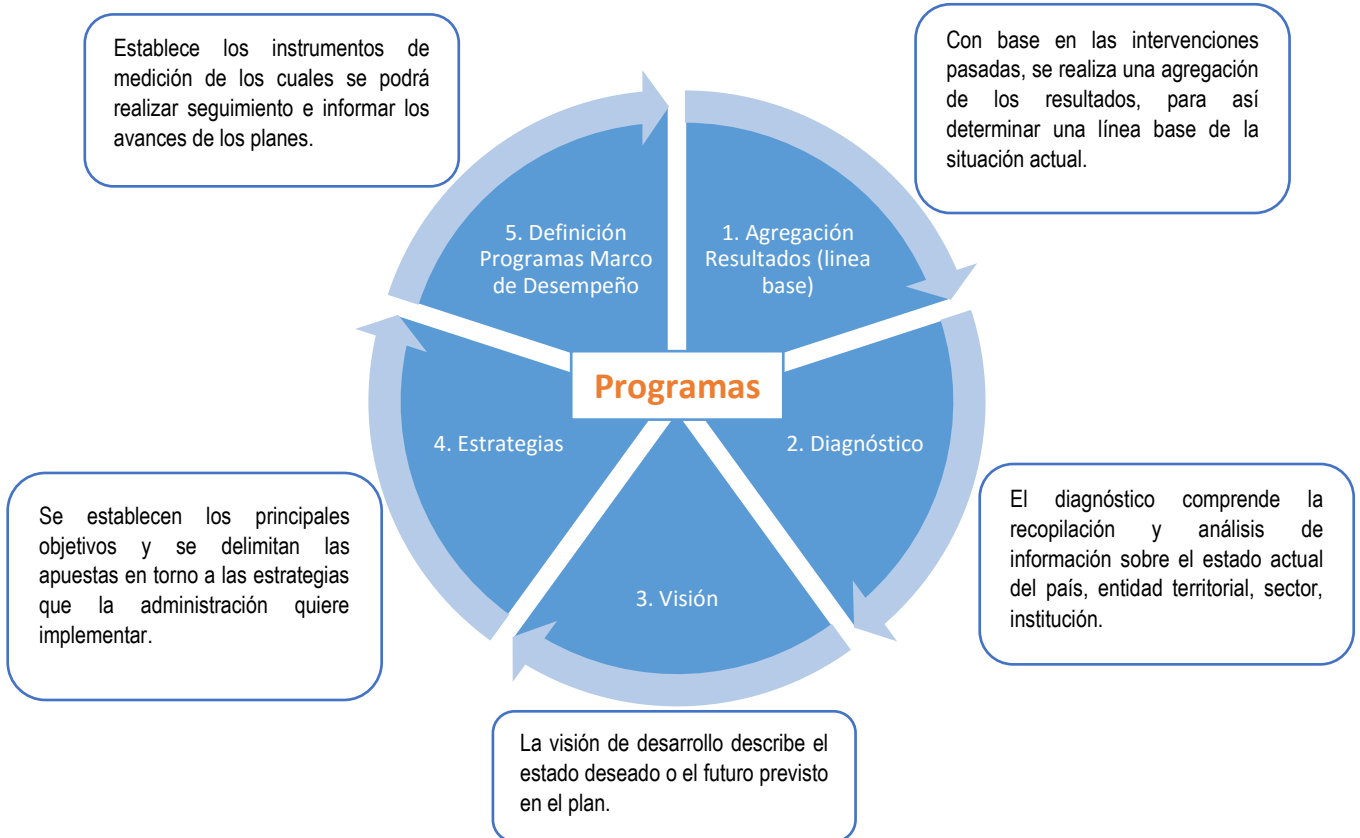 Establece los instrumentos de
medición de los cuales se podrá
realizar seguimiento e informar los
avances de los planes.
Con base en las intervenciones
pasadas, se realiza una agregación
de los resultados, para así
determinar una línea base de la
situación actual.
5. Definición
Programas Marco
de Desempeño
1. Agregación
Resultados (linea
base)
Programas
4. Estrategias
2. Diagnóstico
3. Visión
Se establecen los principales
objetivos y se delimitan las
apuestas en torno a las estrategias
que la administración quiere
implementar.
El diagnóstico comprende la
recopilación y análisis de
información sobre el estado actual
del país, entidad territorial, sector,
institución.
La visión de desarrollo describe el
estado deseado o el futuro previsto
en el plan.